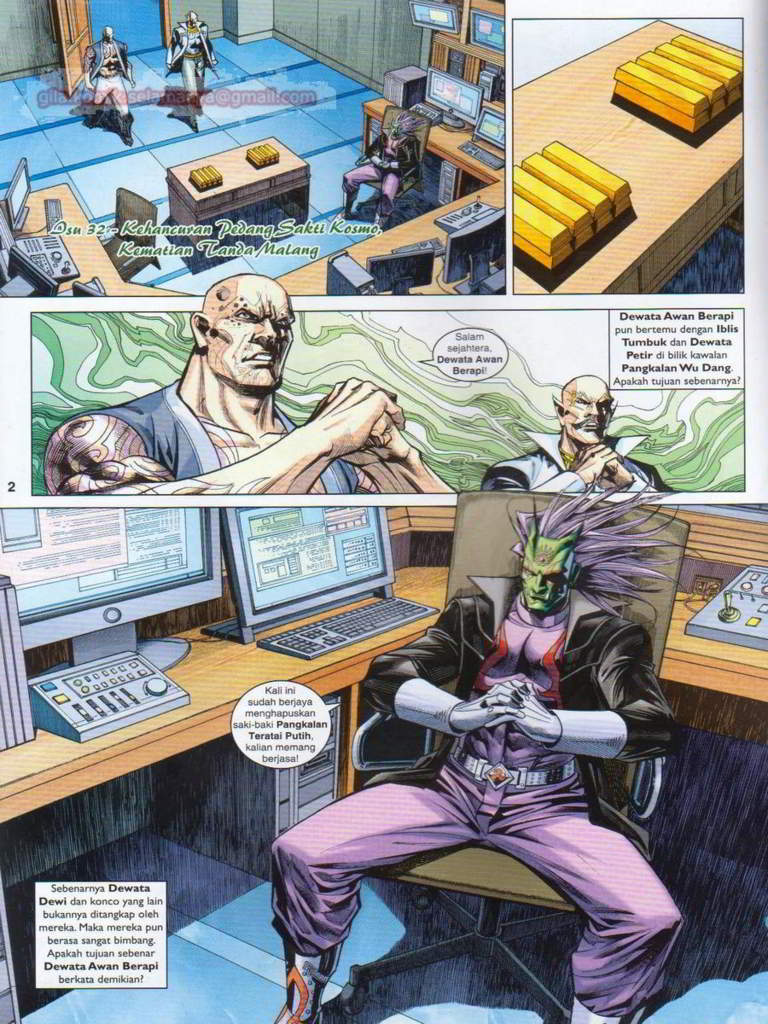 Isu 32 - Kehancuran Pedang Sakti Kosmo,
Kematian Tanda Malang
Salam
sejahtera,
Dewata Awan
Berapi!
Dewata Awan Berapi
pun bertemu dengan Iblis
Tumbuk dan Dewata
Petir di bilik kawalan
Pangkalan Wu Dang.
Apakah tujuan sebenarnya?
2
Kali ini
sudah berjaya
menghapuskan
saki-baki Pangkalan
Teratai Putih,
kalian memang
berjasa!
Sebenarnya Dewata
Dewi dan konco yang lain
bukannya ditangkap oleh
mereka. Maka mereka pun
berasa sangat bimbang.
Apakah tujuan sebenar
Dewata Awan Berapi
berkata demikian?